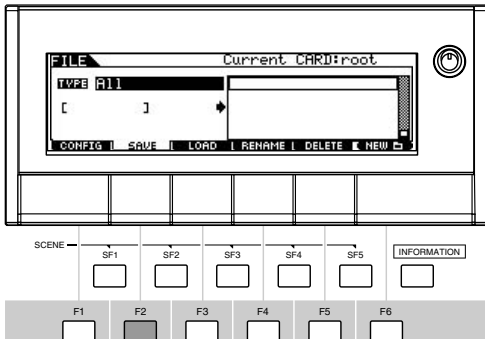 FILE Current CARD:root
TYPE All
[ ]
CONFIG SAVE LOAD RENAME DELETE NEW
SCENE
SF1 SF2 SF3 SF4 SF5 INFORMATION
F1 F2 F3 F4 F5 F6